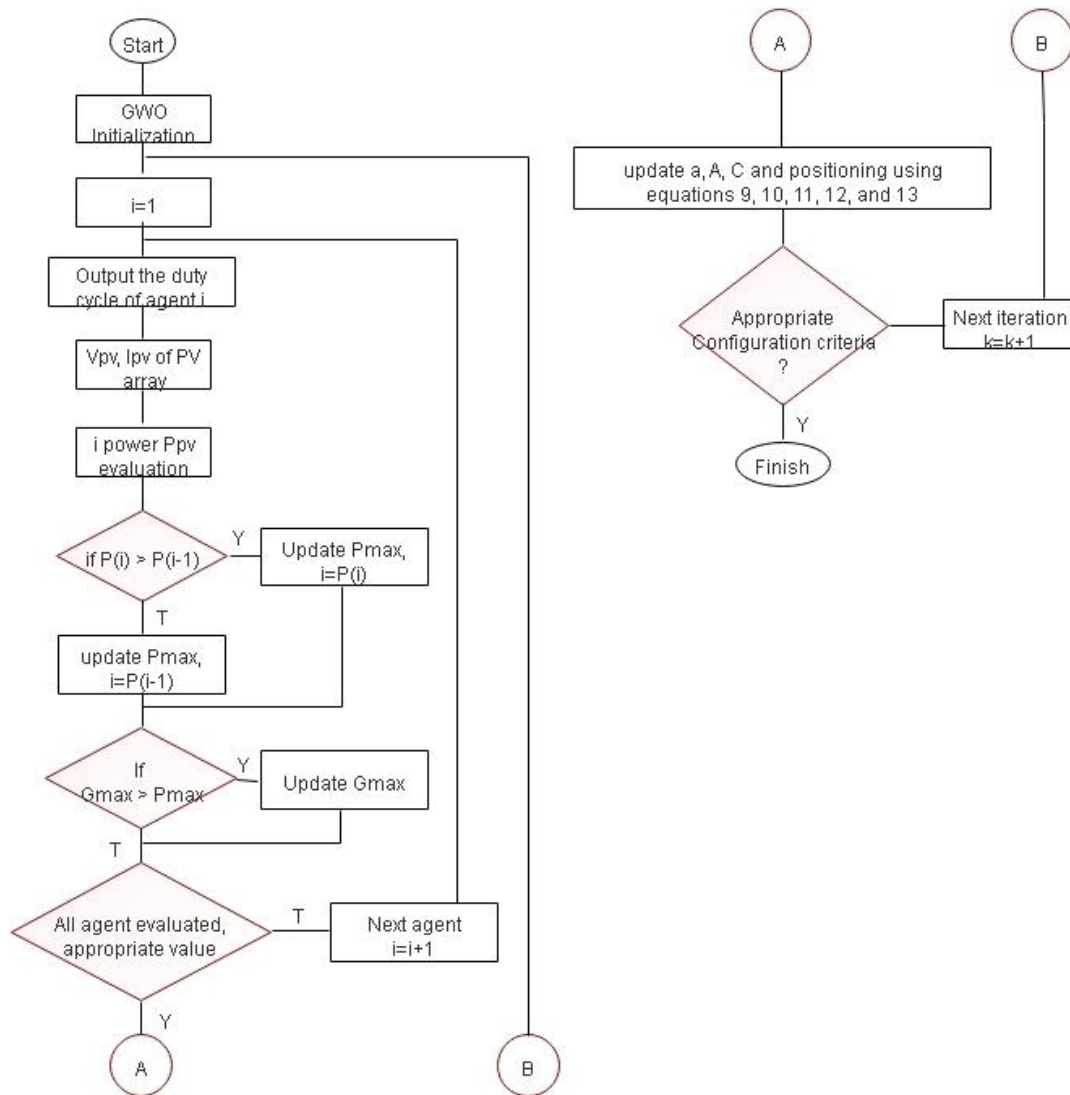 Start
GWO
Initialization
i=1
Output the duty
cycle of agent i
Vpv, Ipv of PV
array
i power Ppv
evaluation
if P(i) > P(i-1)
Y
Update Pmax,
i=P(i)
T
update Pmax,
i=P(i-1)
If
Gmax > Pmax
Y
Update Gmax
T
All agent evaluated,
appropriate value
T
Next agent
i=i+1
Y
A
B
A
B
update a, A, C and positioning using
equations 9, 10, 11, 12, and 13
Appropriate
Configuration criteria
?
Next iteration
k=k+1
Y
Finish